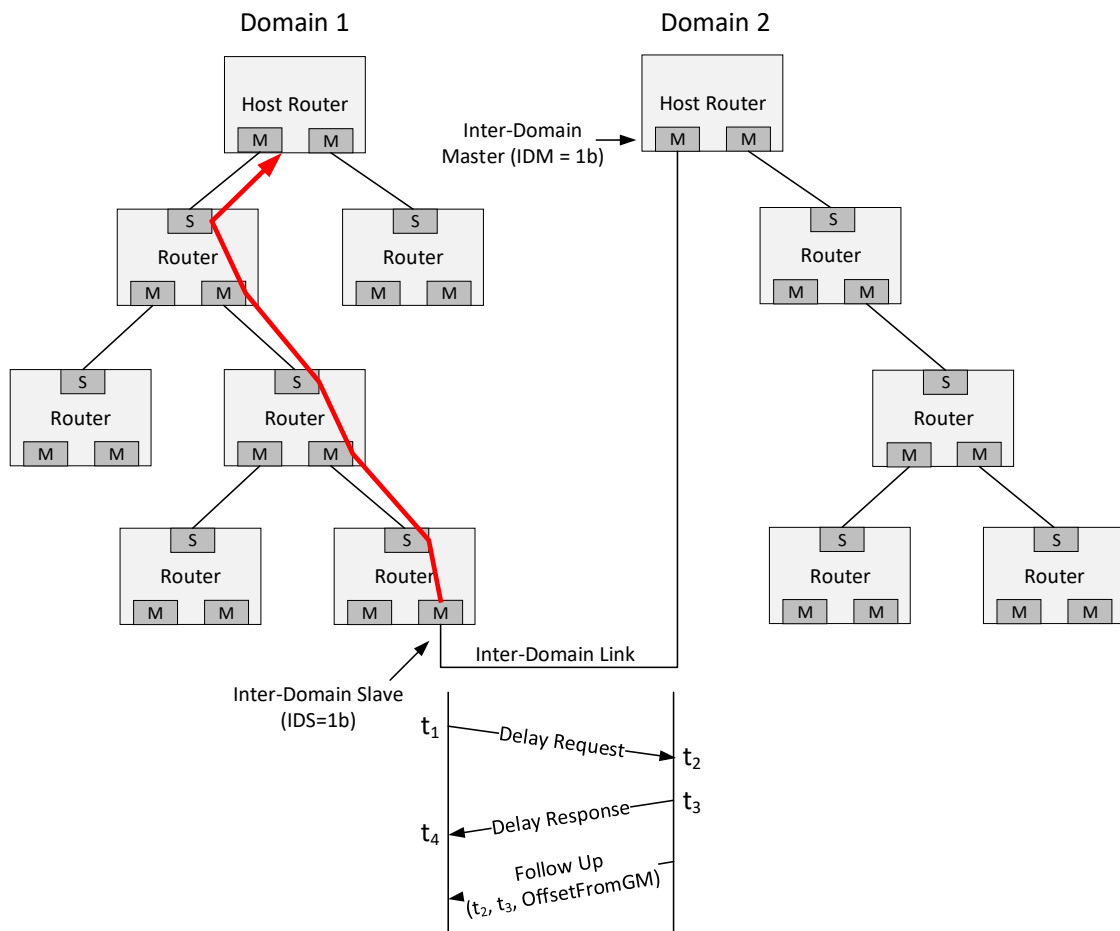 Domain 1
Domain 2
Host Router
M
M
Host Router
M
M
Inter-Domain
Master (IDM = 1b)
S
Router
M
M
S
Router
M
M
S
Router
M
M
S
Router
M
M
S
Router
M
M
S
Router
M
M
S
Router
M
M
S
Router
M
M
S
Router
M
M
S
Router
M
M
Inter-Domain Link
Inter-Domain Slave
(IDS=1b)
t1
Delay Request
t2
t3
Delay Response
t4
Follow Up
(t2, t3, OffsetFromGM)